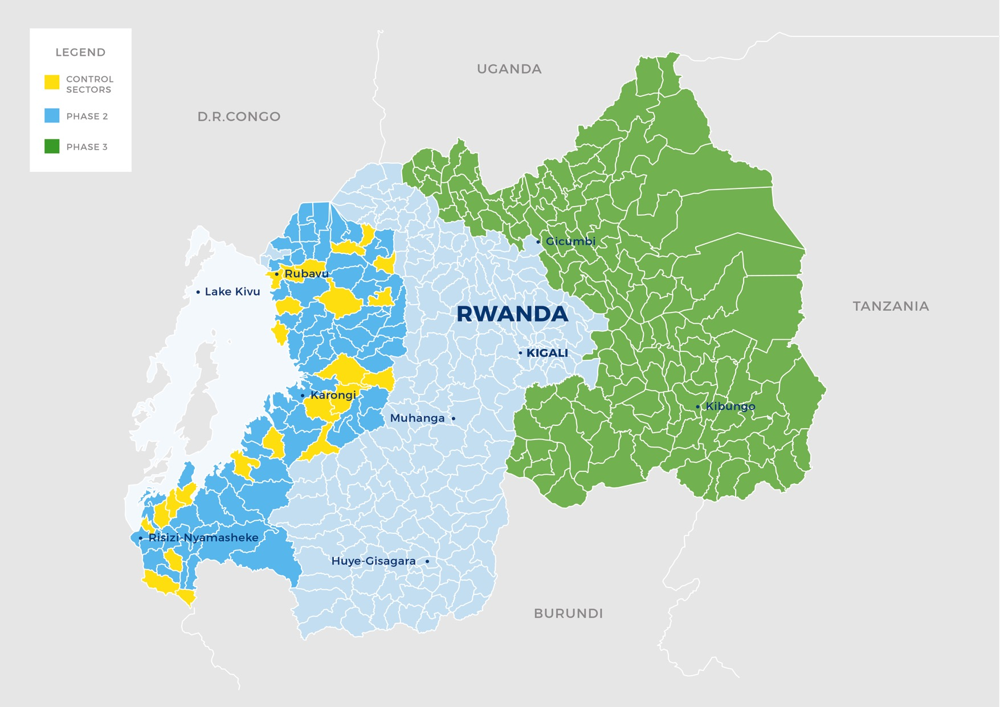 LEGEND
CONTROL
SECTORS
PHASE 2
PHASE 3
UGANDA
D.R.CONGO
Gicumbi
Rubavu
Lake Kivu
TANZANIA
RWANDA
KIGALI
Karongi
Kibungo
Muhanga
Risizi-Nyamasheke
Huye-Gisagara
BURUNDI